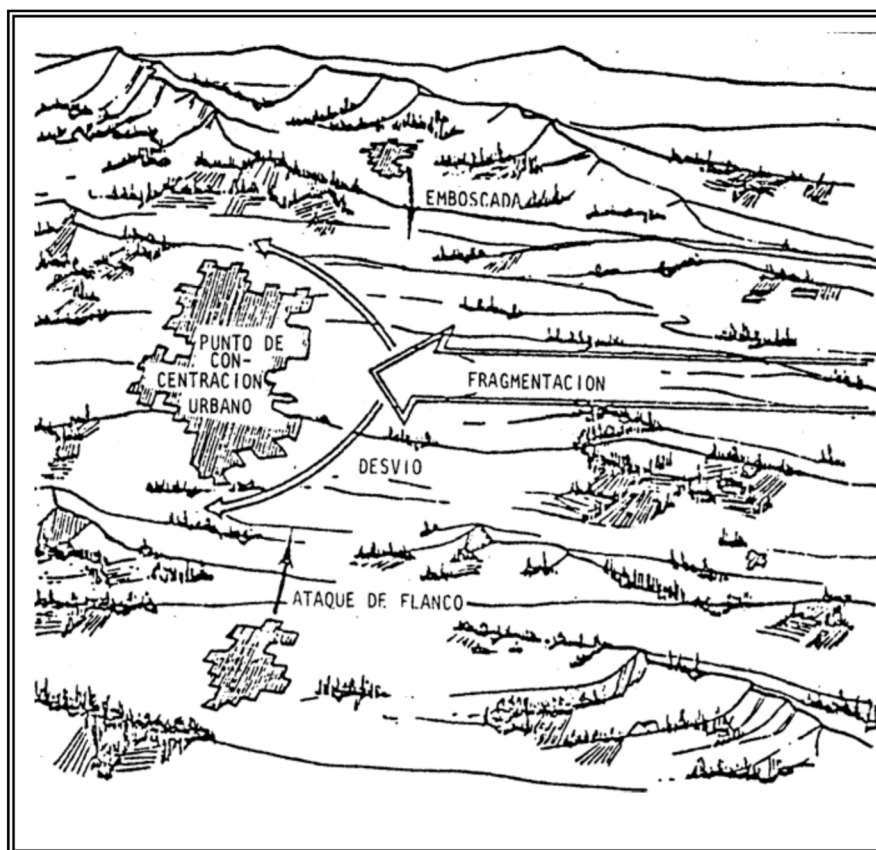 EMBOSCADA
PUNTO DE
CON-
CENTRACION
URBANO
FRAGMENTACION
DESVIO
ATAQUE DE FLANCO